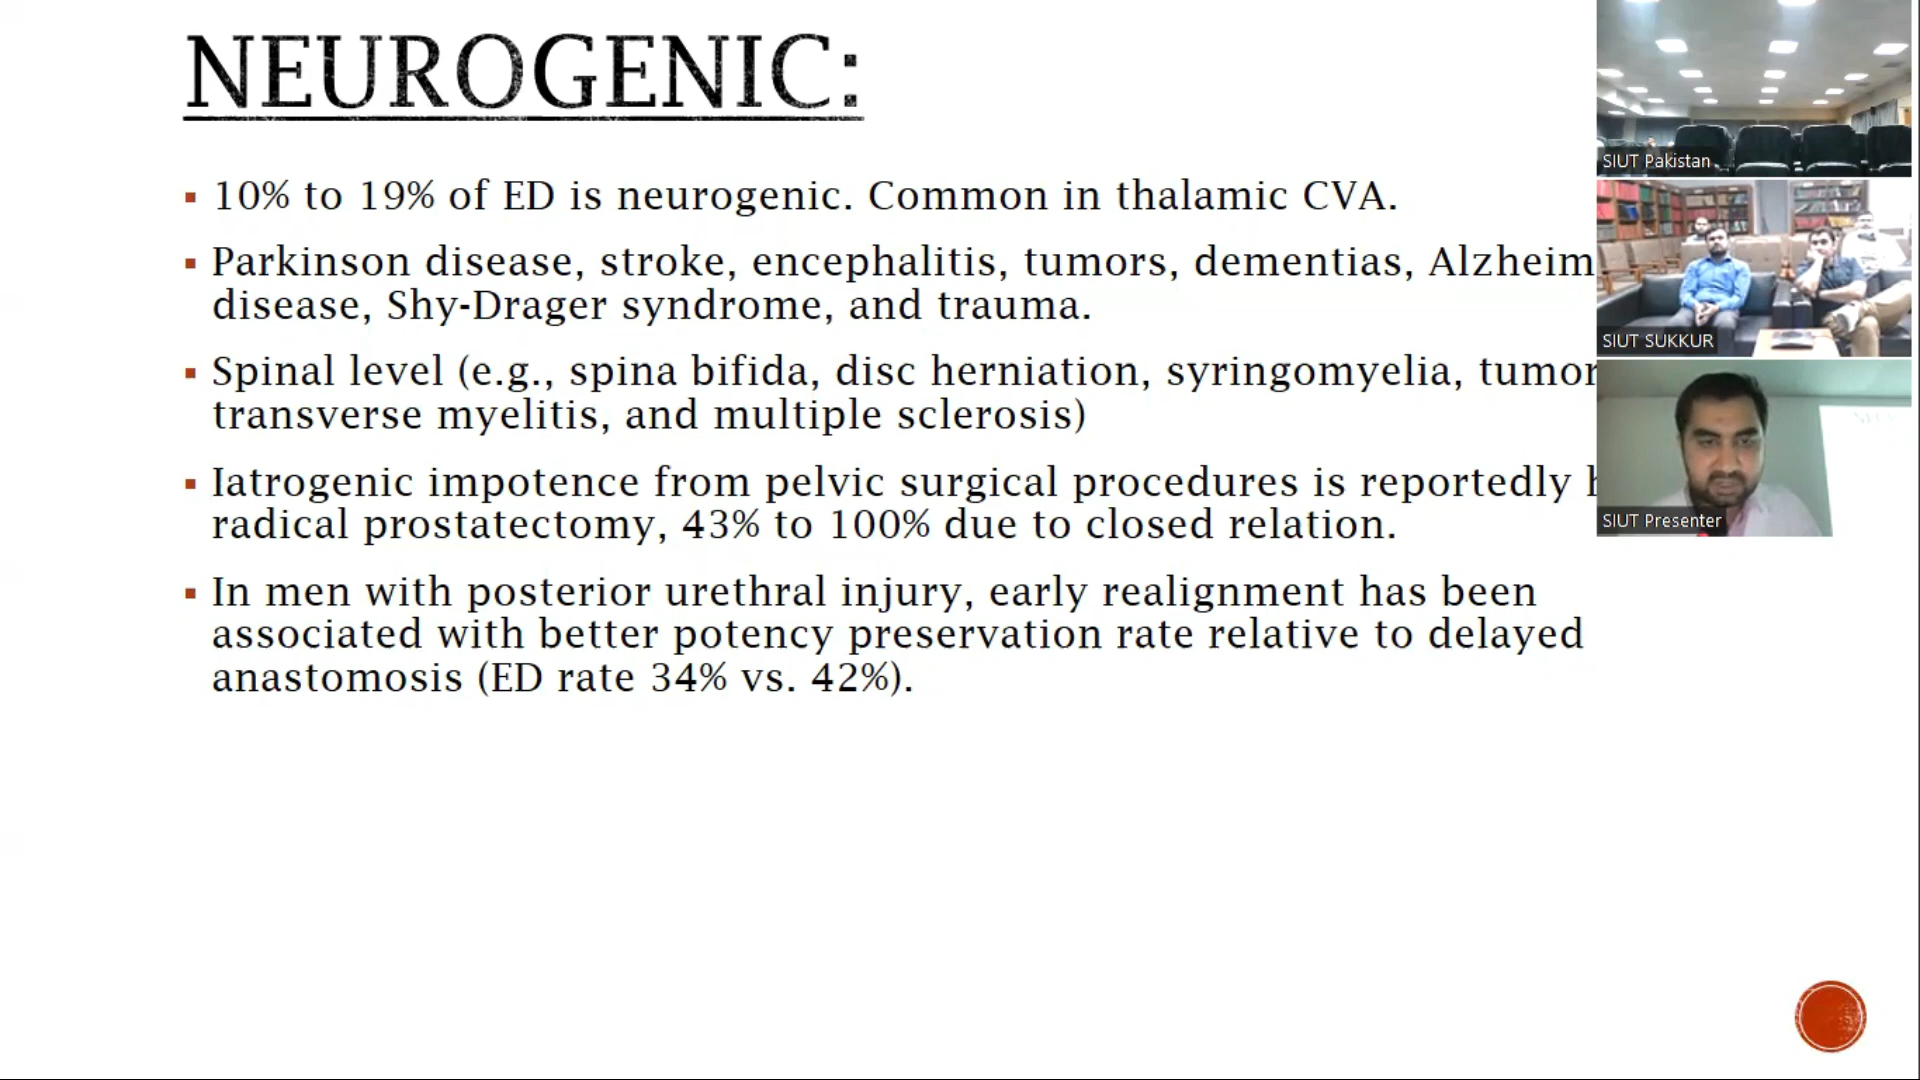 NEUROGENIC:
10% to 19% of ED is neurogenic. Common in thalamic CVA.
Parkinson disease, stroke, encephalitis, tumors, dementias,
disease, Shy-Drager syndrome, and trauma.
Spinal level (e.g., spina bifida, disc herniation, syringomyelia,
transverse myelitis, and multiple sclerosis)
Iatrogenic impotence from pelvic surgical procedures is reportedly
radical prostatectomy, 43% to 100% due to closed relation.
In men with posterior urethral injury, early realignment has been
associated with better potency preservation rate relative to delayed
anastomosis (ED rate 34% vs. 42%).
SIUT Pakistan
SIUT SUKKUR
SIUT Presenter